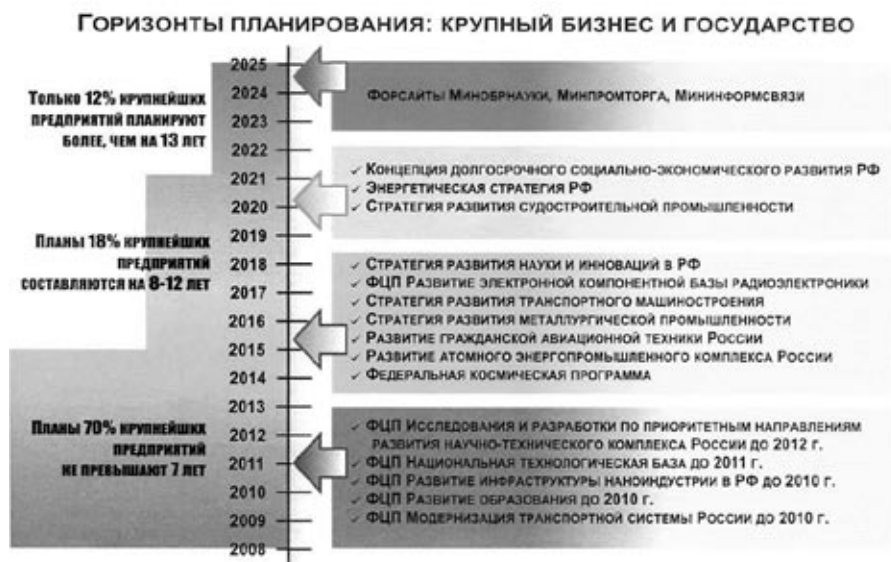 Горизонты планирования: крупный бизнес и государство
Только 12% крупнейших
предприятий планируют
более, чем на 13 лет
Планы 18% крупнейших
предприятий
составляются на 8-12 лет
Планы 70% крупнейших
предприятий
не превышают 7 лет
2025
2024
2023
2022
2021
2020
2019
2018
2017
2016
2015
2014
2013
2012
2011
2010
2009
2008
Форсайты Минобрнауки, Минпромторга, Мининформсвязи
✓ Концепция долгосрочного социально-экономического развития РФ
✓ Энергетическая стратегия РФ
✓ Стратегия развития судостроительной промышленности
✓ Стратегия развития науки и инноваций в РФ
✓ ФЦП Развитие электронной компонентной базы радиоэлектроники
✓ Стратегия развития транспортного машиностроения
✓ Стратегия развития металлургической промышленности
✓ Развитие гражданской авиационной техники России
✓ Развитие атомного энергопромышленного комплекса России
✓ Федеральная космическая программа
✓ ФЦП Исследования и разработки по приоритетным направлениям
развития научно-технического комплекса России до 2012 г.
✓ ФЦП Национальная технологическая база до 2011 г.
✓ ФЦП Развитие инфраструктуры наноиндустрии в РФ до 2010 г.
✓ ФЦП Развитие образования до 2010 г.
✓ ФЦП Модернизация транспортной системы России до 2010 г.